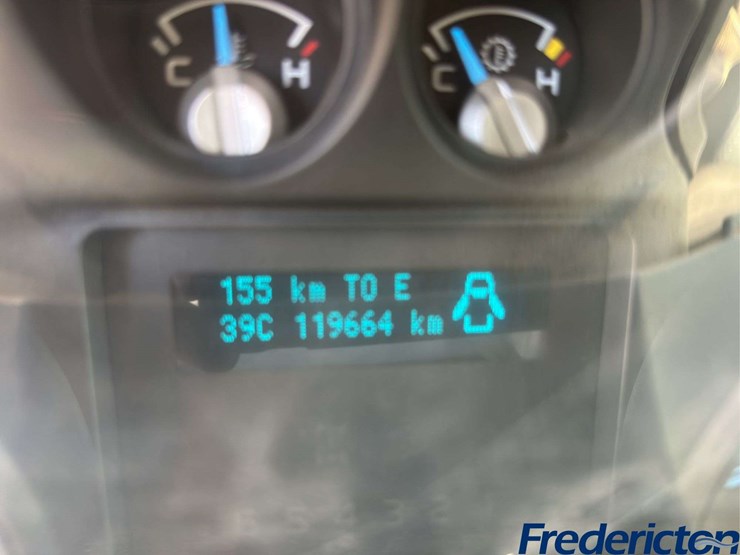 C H
C H
155 km TO E
39C 119664 km
Fredericton